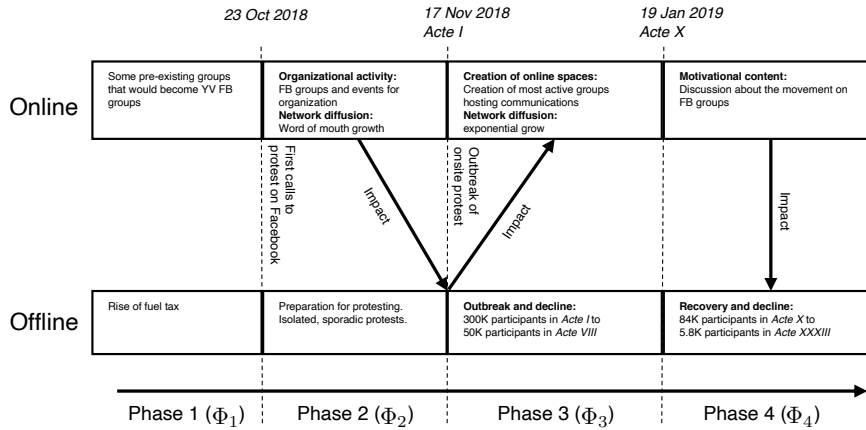 23 Oct 2018
17 Nov 2018
Acte I
19 Jan 2019
Acte X
Online
Some pre-existing groups
that would become YV FB
groups
Organizational activity:
FB groups and events for
organization
Network diffusion:
Word of mouth growth
Creation of online spaces:
Creation of most active groups
hosting communications
Network diffusion:
exponential grow
Motivational content:
Discussion about the movement on
FB groups
First calls to
protest on Facebook
Impact
Outbreak of
onsite protest
Impact
Impact
Offline
Rise of fuel tax
Preparation for protesting.
Isolated, sporadic protests.
Outbreak and decline:
300K participants in Acte I to
50K participants in Acte VIII
Recovery and decline:
84K participants in Acte X to
5.8K participants in Acte XXXIII
Phase 1 (Φ₁)
Phase 2 (Φ₂)
Phase 3 (Φ₃)
Phase 4 (Φ₄)